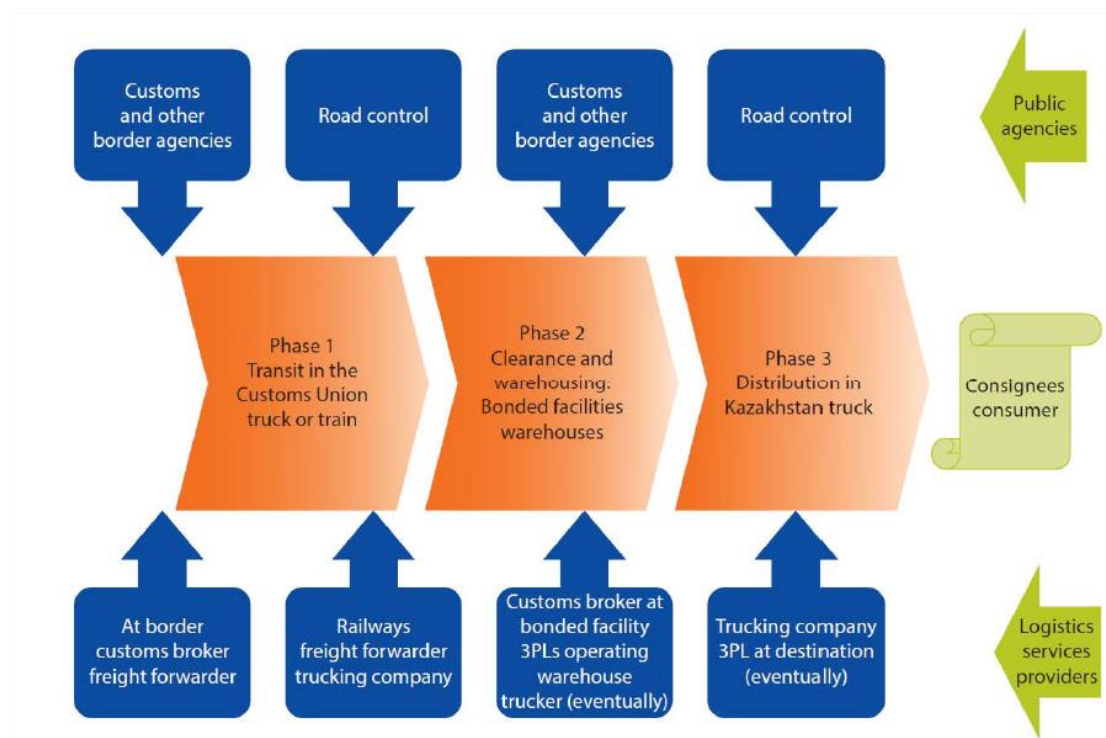 Customs
and other
border agencies
Road control
Customs
and other
border agencies
Road control
Public
agencies
Phase 1
Transit in the
Customs Union
truck or train
Phase 2
Clearance and
warehousing:
Bonded facilities
warehouses
Phase 3
Distribution in
Kazakhstan truck
Consignees
consumer
At border
customs broker
freight forwarder
Railways
freight forwarder
trucking company
Customs broker at
bonded facility
3PLs operating
warehouse
trucker (eventually)
Trucking company
3PL at destination
(eventually)
Logistics
services
providers